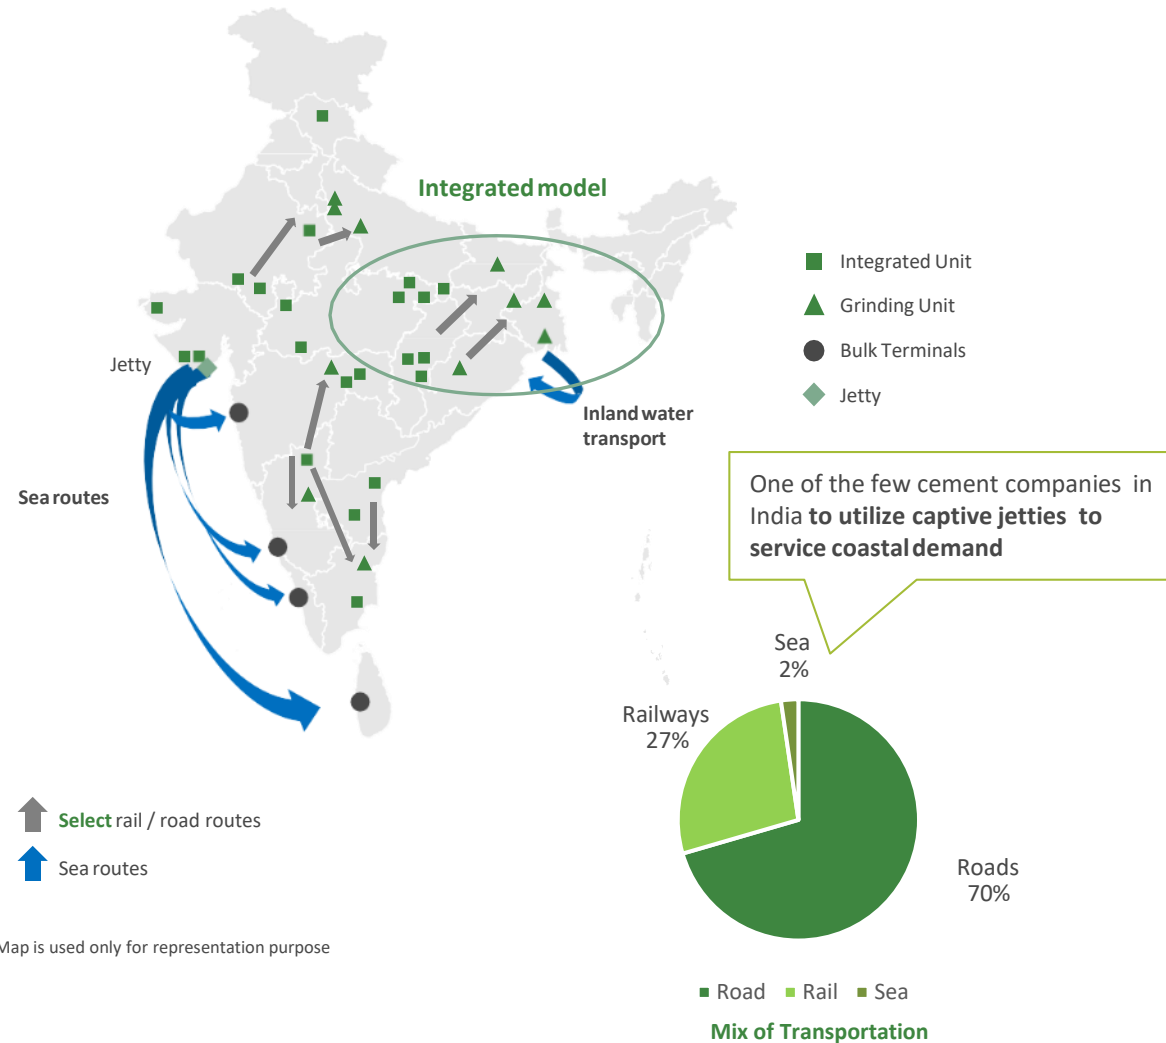 Integrated model
Integrated Unit
Grinding Unit
Bulk Terminals
Jetty
Jetty
Inland water
transport
Sea routes
One of the few cement companies in
India to utilize captive jetties to
service coastal demand
Sea
2%
Railways
27%
Roads
70%
Select rail / road routes
Sea routes
Map is used only for representation purpose
Road Rail Sea
Mix of Transportation